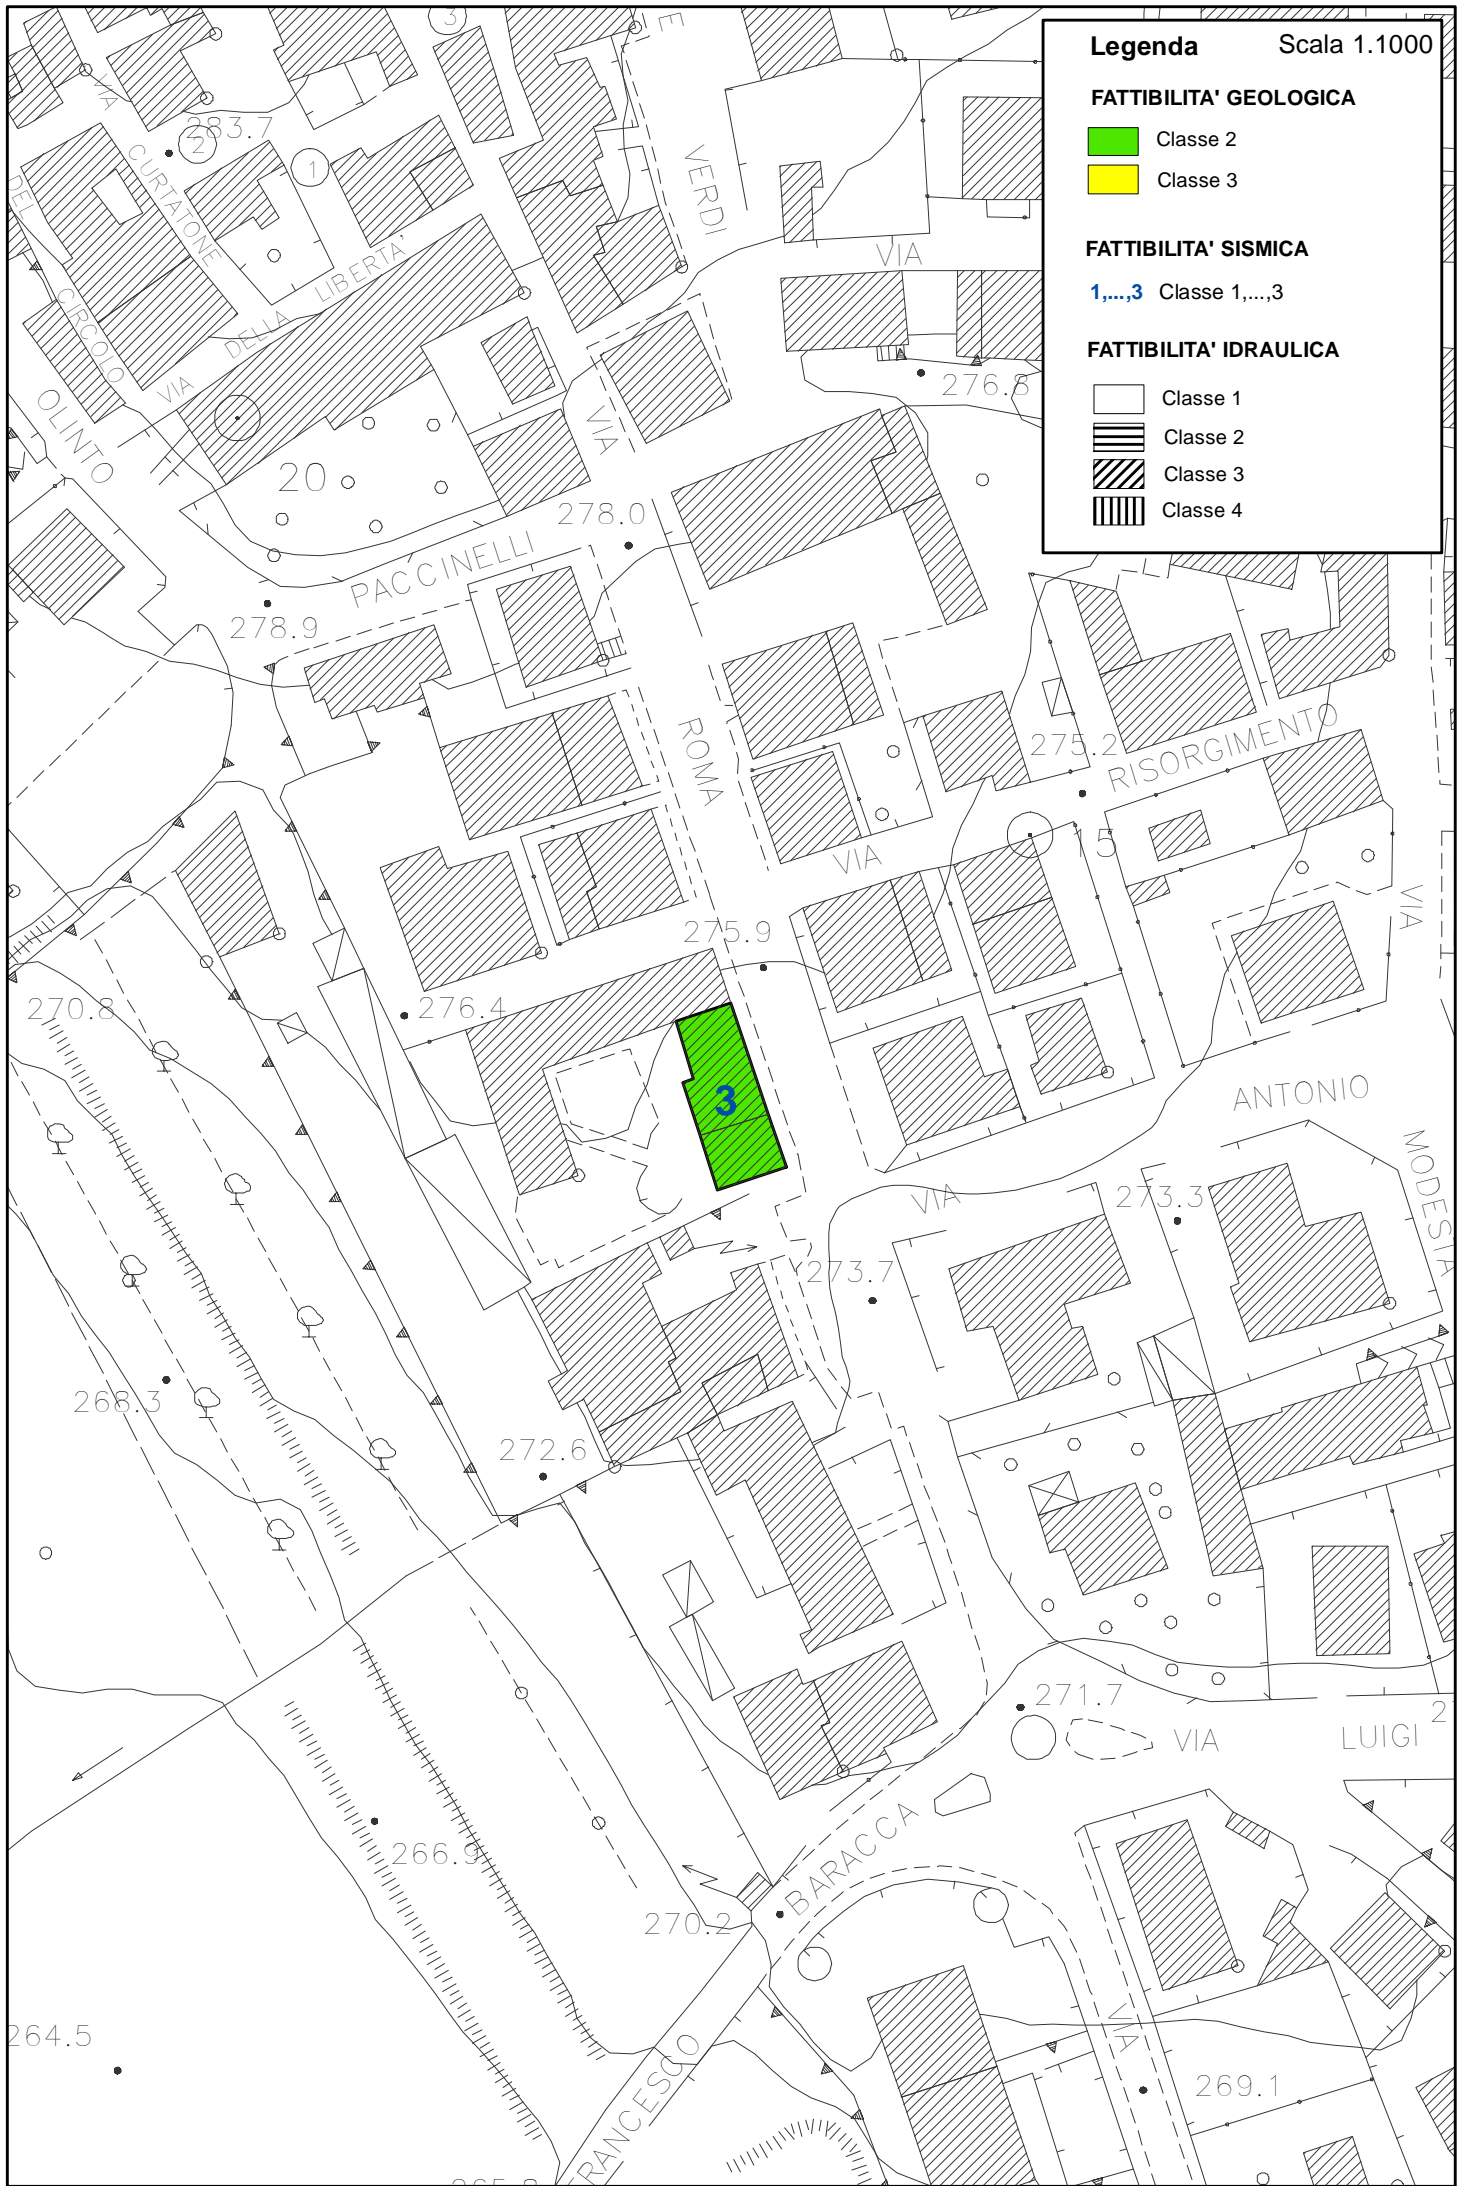 Legenda Scala 1.1000
FATTIBILITA' GEOLOGICA
Classe 2
Classe 3
FATTIBILITA' SISMICA
1,...,3 Classe 1,...,3
FATTIBILITA' IDRAULICA
Classe 1
Classe 2
Classe 3
Classe 4
3
E
VIA
283.7
2
1
CURTATONE
VERDI
DEL
CIRCOLO
VIA
DELLA
LIBERTA'
VIA
276.8
OLINTO
VIA
20
278.0
PACCINELLI
278.9
ROMA
275.2
RISORGIMENTO
VIA
15
VIA
275.9
276.4
270.8
3
ANTONIO
MODESTA
VIA
273.3
273.7
268.3
272.6
271.7
VIA
LUIGI
2
BARACCA
266.9
270.2
264.5
VIA
FRANCESCO
269.1